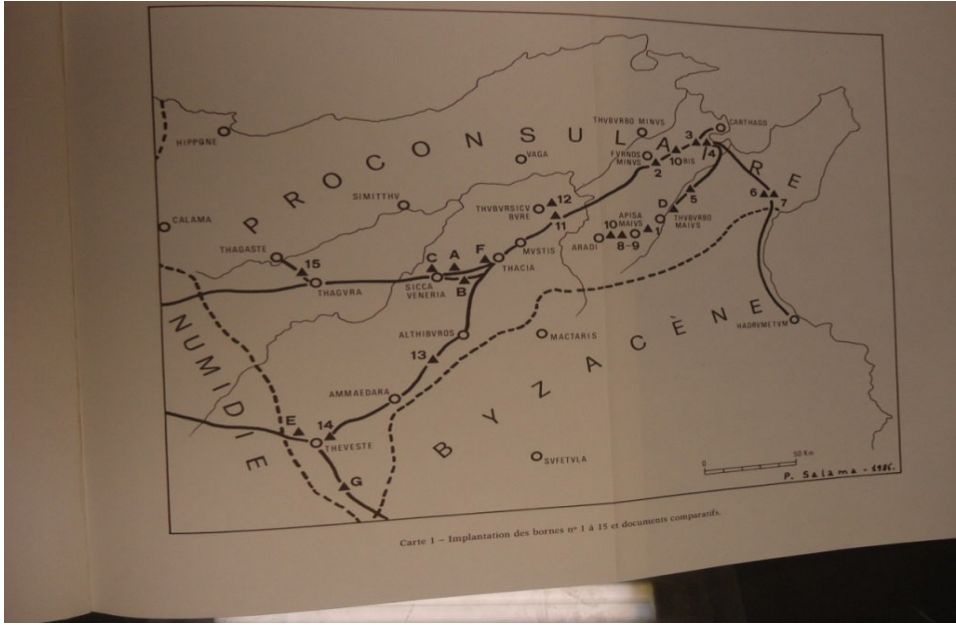 CARTHAGO
THVBVRBO MINVS
HIPPONE
3
4
FVRNOS
MINVS
10
BIS
2
VAGA
PROCONSULARE
SIMITTHV
12
THVBVRSICV
BVRE
11
5
6
7
D
CALAMA
APISA
MAIVS
10
8-9
1
THVBVRBO
MAIVS
ARADI
MVSTIS
THAGASTE
15
C
A
F
THACIA
THAGVRA
SICCA
VENERIA
B
NUMIDIE
ALTHIBVROS
MACTARIS
HADRVMETVM
13
BYZACÈNE
AMMAEDARA
E
14
THEVESTE
SVFETVLA
G
0
50 Km
P. Salama - 1986.
Carte 1 – Implantation des bornes nº 1 à 15 et documents comparatifs.